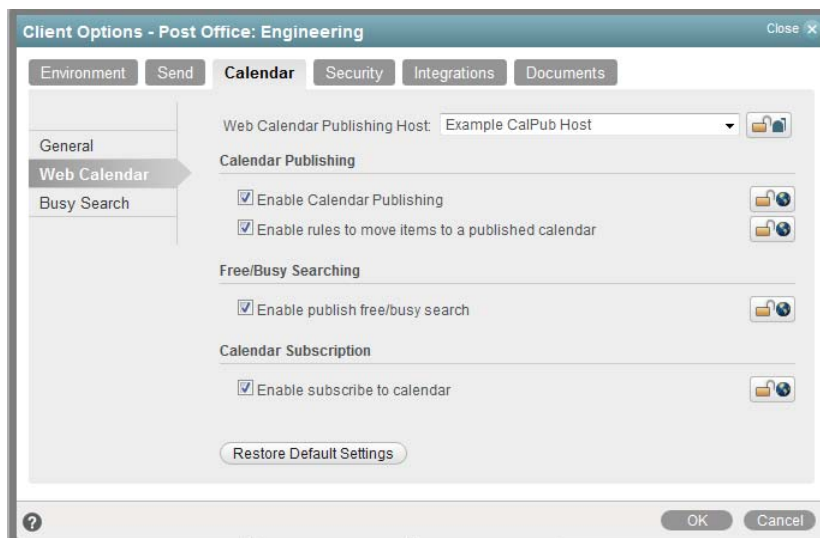 Client Options - Post Office: Engineering
Close
Environment Send Calendar Security Integrations Documents
General
Web Calendar
Busy Search
Web Calendar Publishing Host: Example CalPub Host
Calendar Publishing
Enable Calendar Publishing
Enable rules to move items to a published calendar
Free/Busy Searching
Enable publish free/busy search
Calendar Subscription
Enable subscribe to calendar
Restore Default Settings
?
OK Cancel